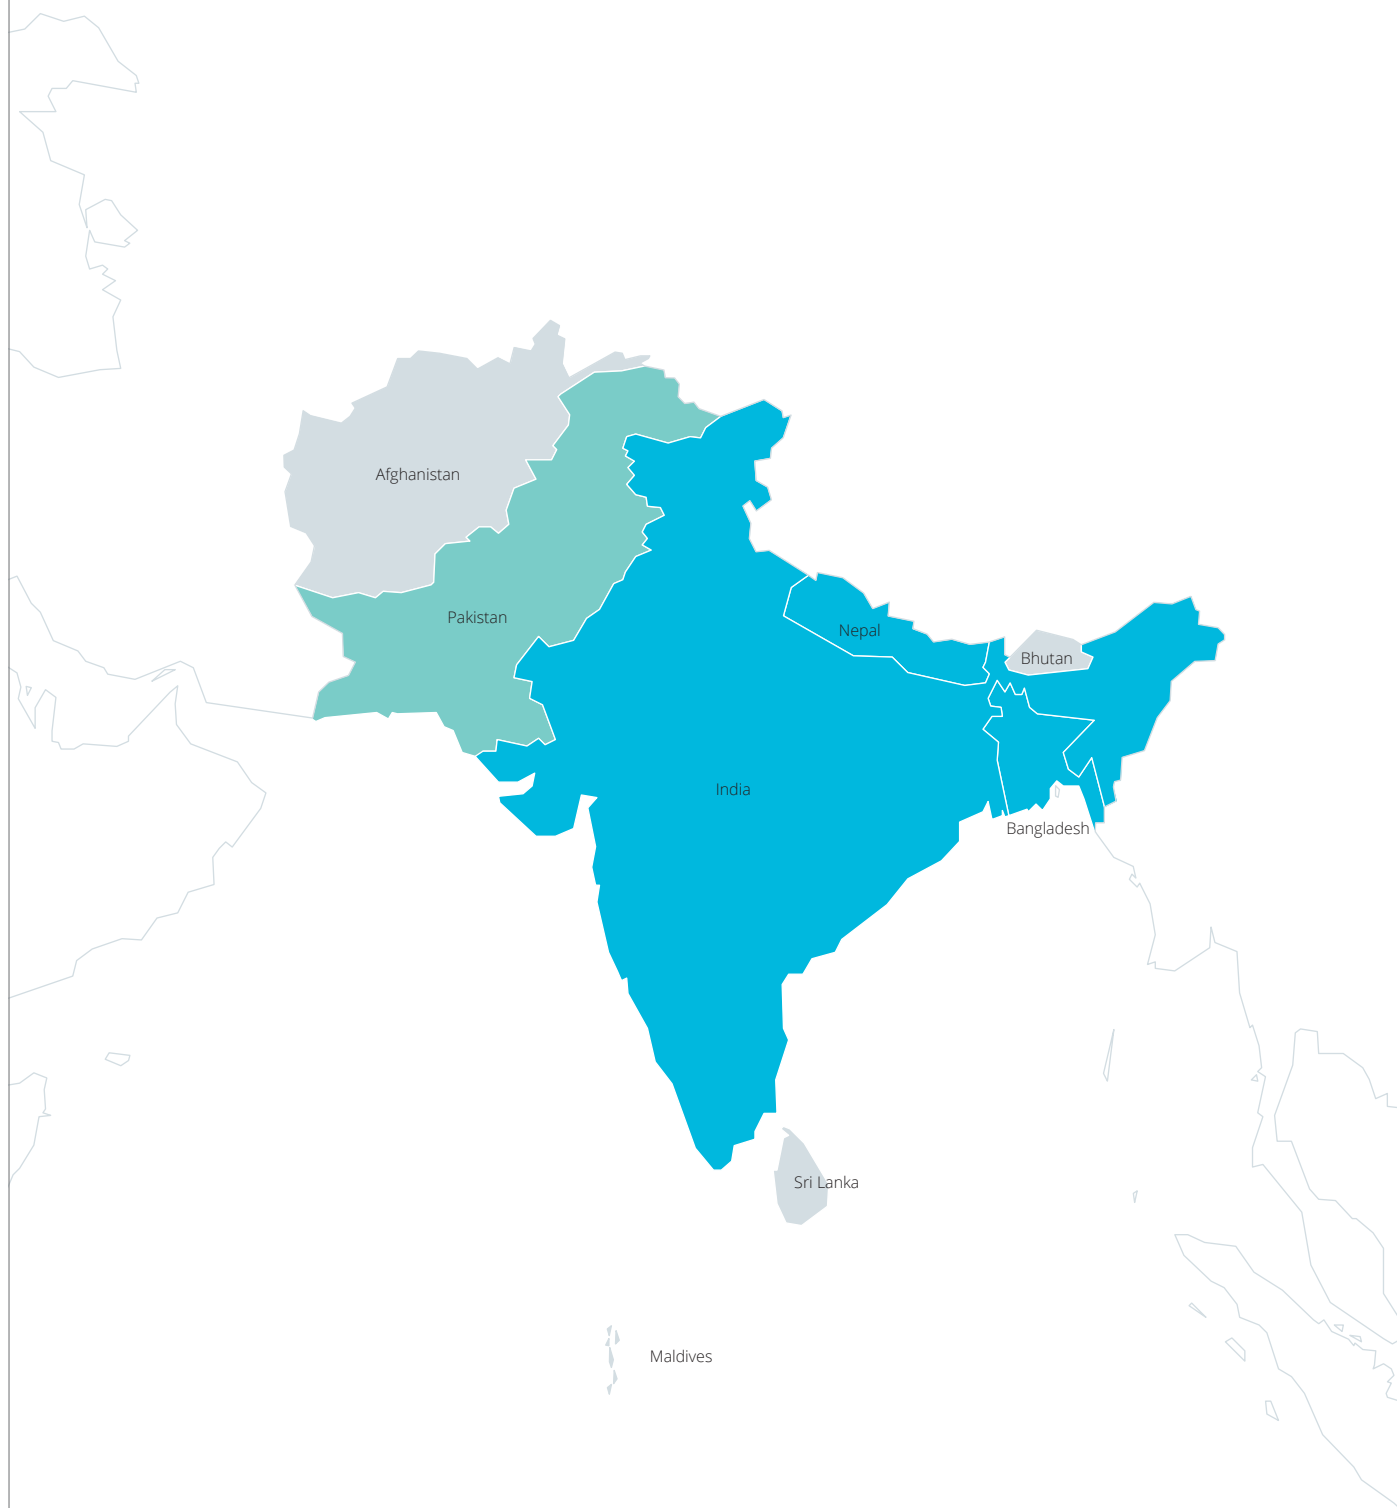 Afghanistan
Pakistan
Nepal
Bhutan
India
Bangladesh
Sri Lanka
Maldives